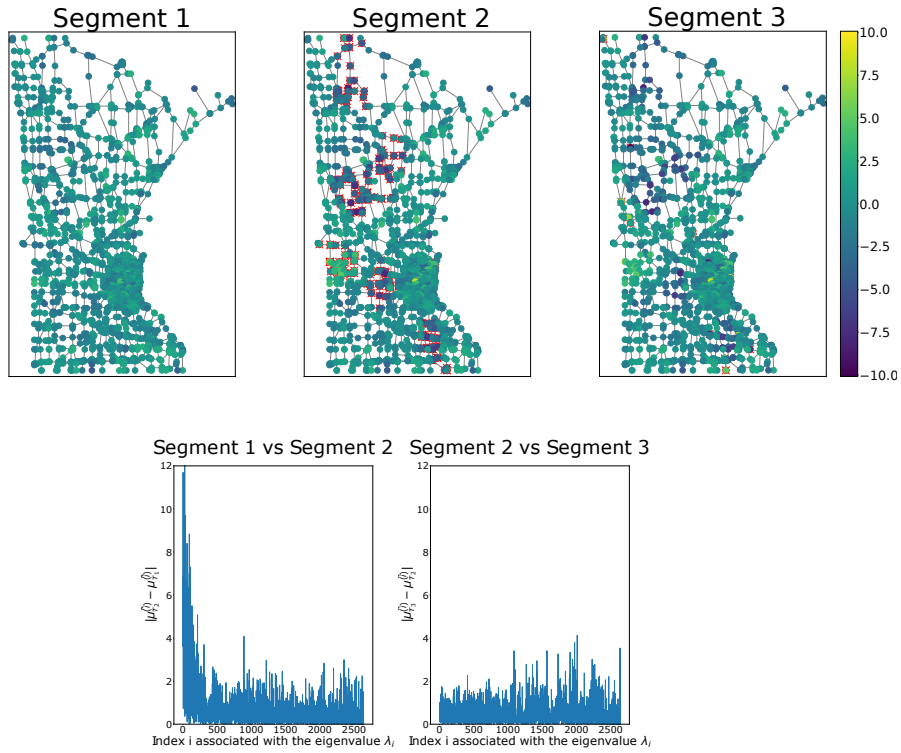 Segment 1
Segment 2
Segment 3
10.0
7.5
5.0
2.5
0.0
−2.5
−5.0
−7.5
−10.0
Segment 1 vs Segment 2
Segment 2 vs Segment 3
12
10
8
6
4
2
0
0 500 1000 1500 2000 2500
Index i associated with the eigenvalue λᵢ
12
10
8
6
4
2
0
0 500 1000 1500 2000 2500
Index i associated with the eigenvalue λᵢ